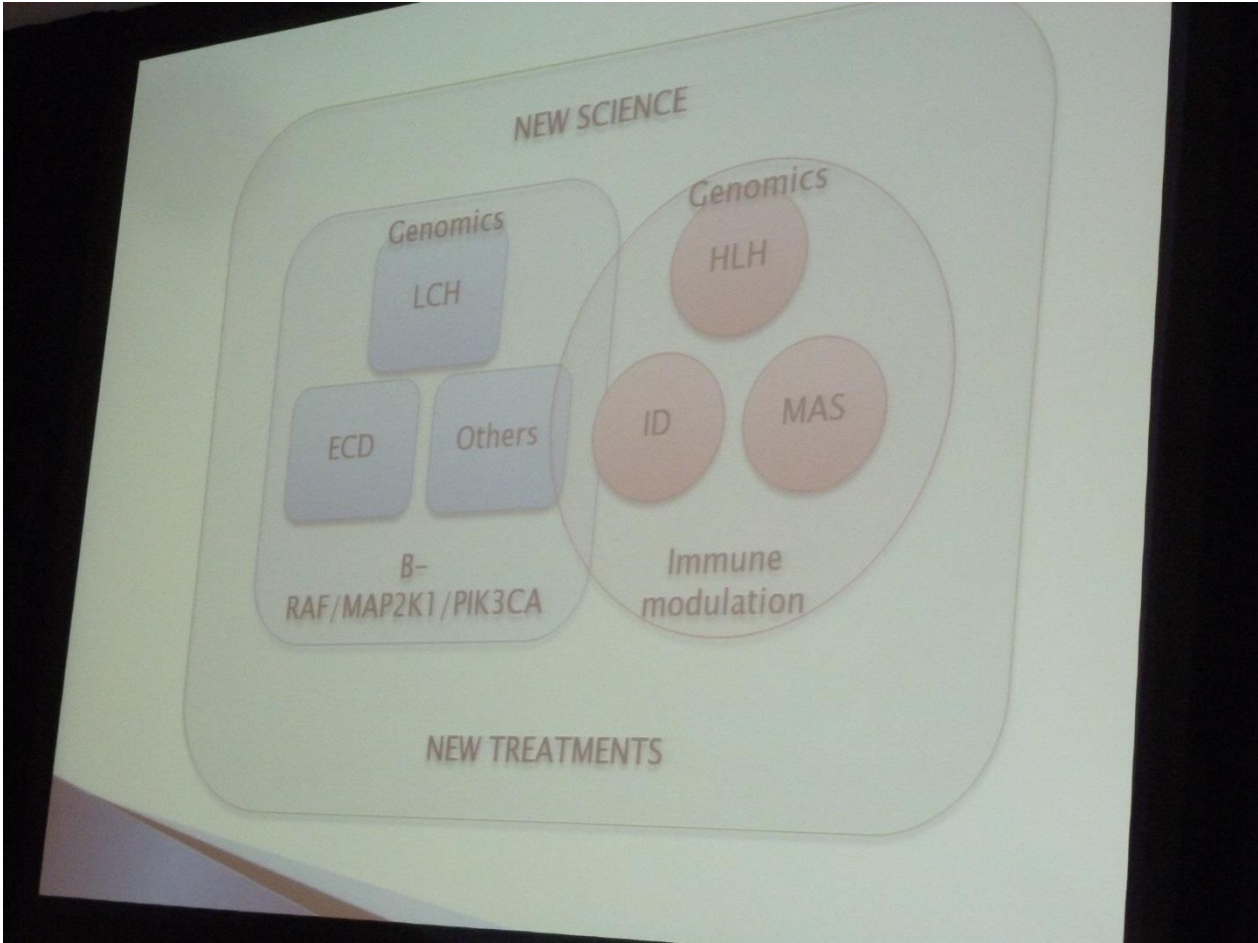 NEW SCIENCE
Genomics
LCH
ECD
Others
B-
RAF/MAP2K1/PIK3CA
Genomics
HLH
ID
MAS
Immune
modulation
NEW TREATMENTS